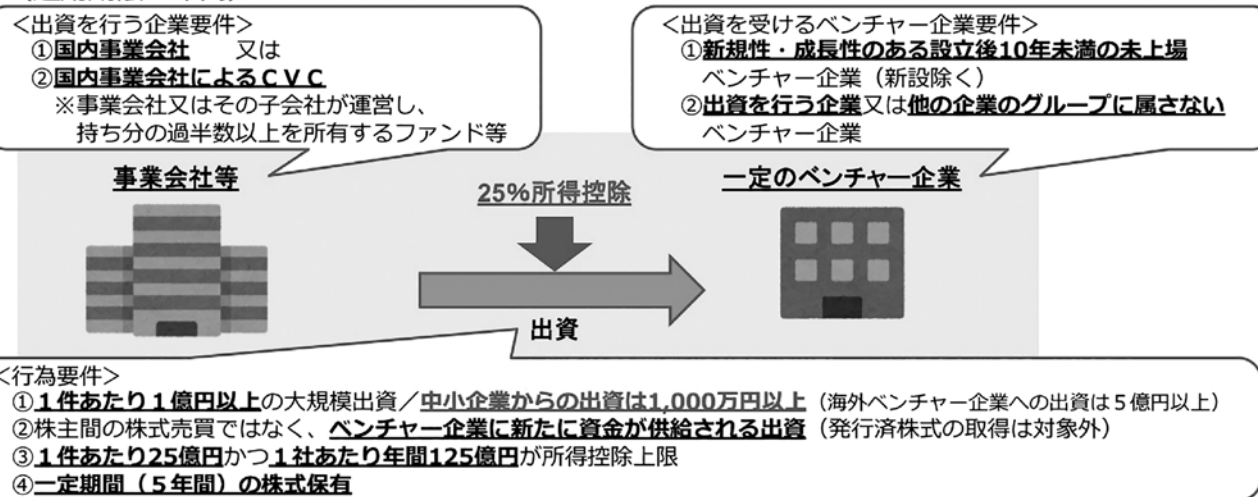 ＜出資を行う企業要件＞
①国内事業会社　又は
②国内事業会社によるＣＶＣ
※事業会社又はその子会社が運営し、
持ち分の過半数以上を所有するファンド等
＜出資を受けるベンチャー企業要件＞
①新規性・成長性のある設立後10年未満の未上場
ベンチャー企業（新設除く）
②出資を行う企業又は他の企業のグループに属さない
ベンチャー企業
事業会社等
25%所得控除
一定のベンチャー企業
出資
＜行為要件＞
①１件あたり１億円以上の大規模出資／中小企業からの出資は1,000万円以上（海外ベンチャー企業への出資は５億円以上）
②株主間の株式売買ではなく、ベンチャー企業に新たに資金が供給される出資（発行済株式の取得は対象外）
③１件あたり25億円かつ１社あたり年間125億円が所得控除上限
④一定期間（５年間）の株式保有